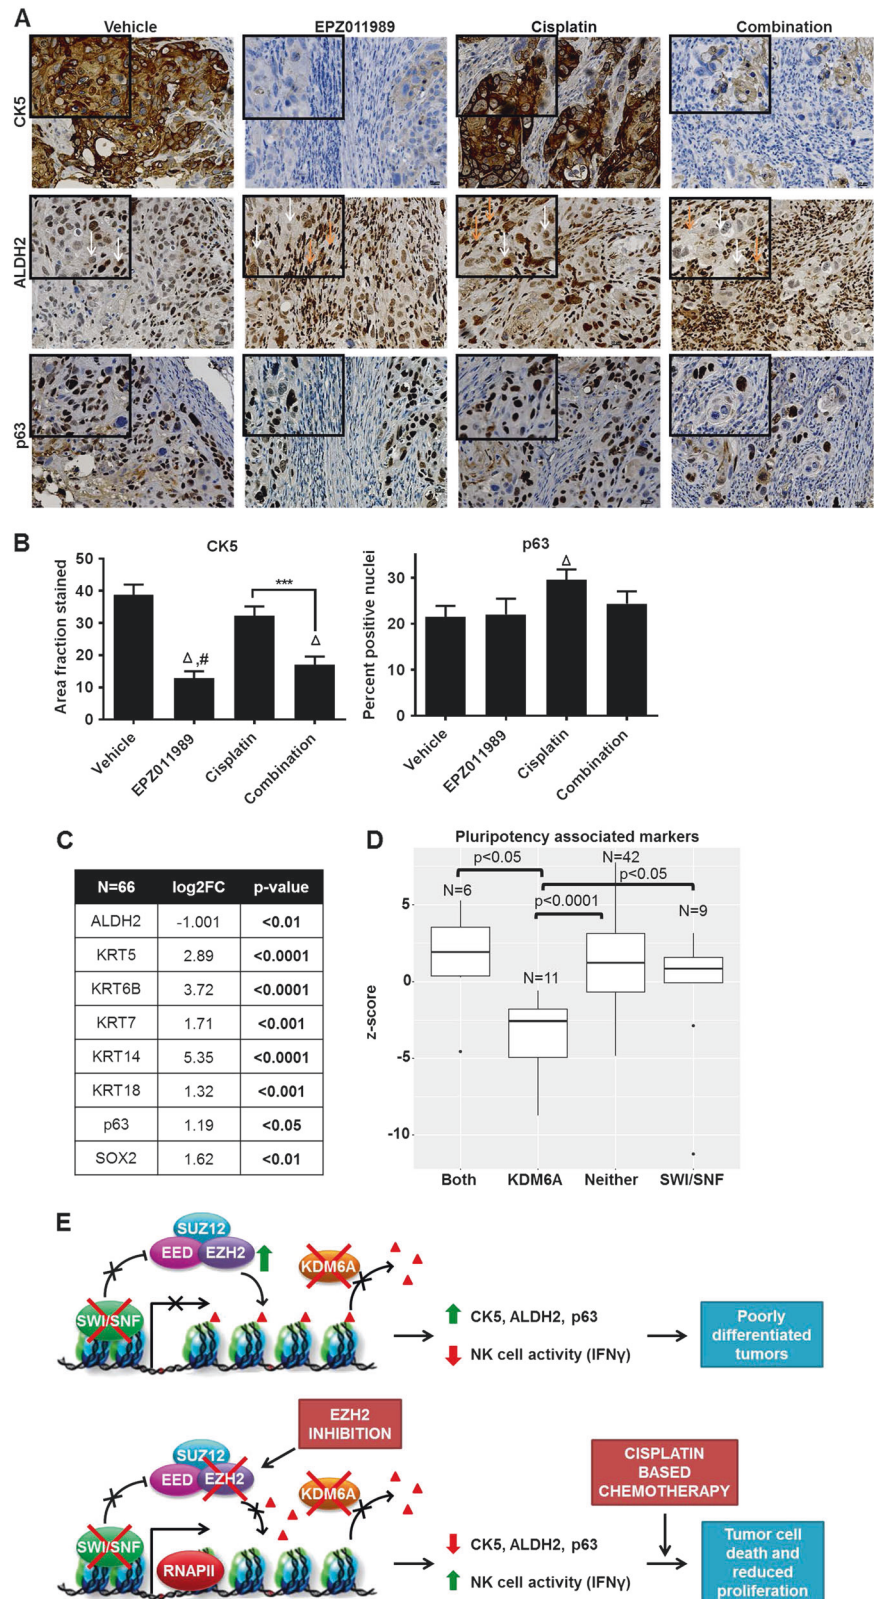 A
Vehicle EPZ011989 Cisplatin Combination
CK5
ALDH2
p63
B
CK5
Area fraction stained
50
40
30
20
10
0
Δ,#
***
Δ
Vehicle
EPZ011989
Cisplatin
Combination
p63
Percent positive nuclei
30
20
10
0
Δ
Vehicle
EPZ011989
Cisplatin
Combination
C
N=66 log2FC p-value
ALDH2 -1.001 <0.01
KRT5 2.89 <0.0001
KRT6B 3.72 <0.0001
KRT7 1.71 <0.001
KRT14 5.35 <0.0001
KRT18 1.32 <0.001
p63 1.19 <0.05
SOX2 1.62 <0.01
D
Pluripotency associated markers
p<0.05 N=42
p<0.05
N=6
p<0.0001
N=9
N=11
z-score
5
0
-5
-10
Both KDM6A Neither SWI/SNF
E
SUZ12
EED EZH2
KDM6A
SWI/SNF
CK5, ALDH2, p63
NK cell activity (IFNγ)
Poorly
differentiated
tumors
EZH2
INHIBITION
SUZ12
EED EZH2
KDM6A
SWI/SNF
RNAPII
CISPLATIN
BASED
CHEMOTHERAPY
CK5, ALDH2, p63
NK cell activity (IFNγ)
Tumor cell
death and
reduced
proliferation